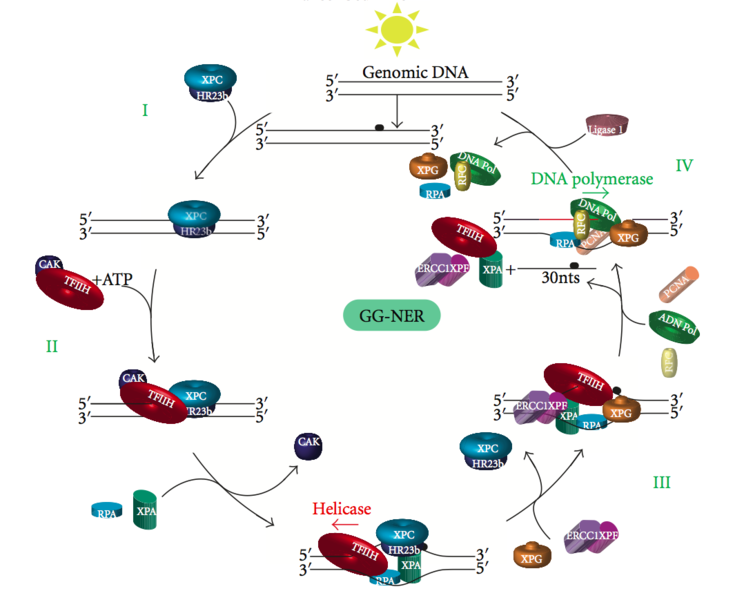 Genomic DNA
5′ 3′
3′ 5′
XPC
HR23b
I
5′ 3′
3′ 5′
Ligase 1
XPG
DNA Pol
RFC
RPA
IV
DNA polymerase
5′ 3′
3′ 5′
DNA Pol
RFC
RPA
PCNA
XPG
XPC
HR23b
5′ 3′
3′ 5′
TFIIH
ERCC1XPF
XPA
+
30nts
CAK
TFIIH
+ATP
PCNA
ADN Pol
RFC
GG-NER
II
CAK
TFIIH
XPC
HR23b
5′ 3′
3′ 5′
TFIIH
ERCC1XPF
XPA
RPA
XPG
5′ 3′
3′ 5′
CAK
XPC
HR23b
III
RPA
XPA
Helicase
TFIIH
XPC
HR23b
XPA
RPA
5′ 3′
3′ 5′
XPG
ERCC1XPF